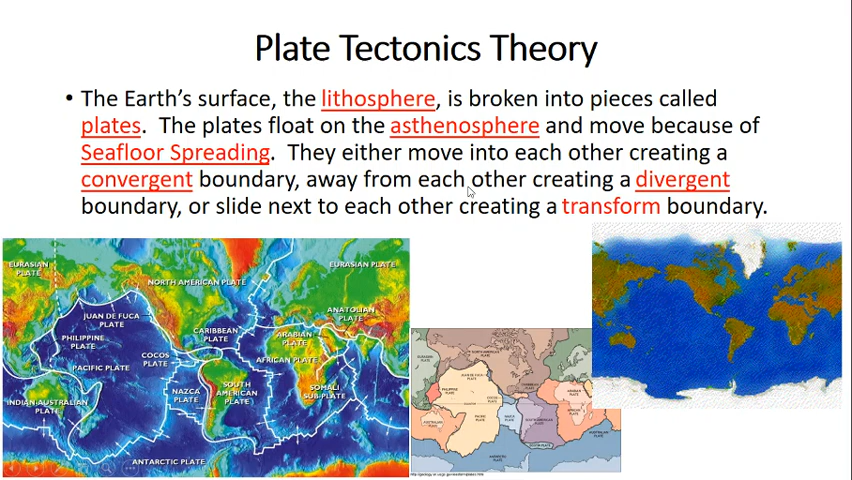 Plate Tectonics Theory
• The Earth's surface, the lithosphere, is broken into pieces called
plates. The plates float on the asthenosphere and move because of
Seafloor Spreading. They either move into each other creating a
convergent boundary, away from each other creating a divergent
boundary, or slide next to each other creating a transform boundary.
EURASIAN
PLATE
NORTH AMERICAN PLATE
EURASIAN PLATE
JUAN DE FUCA
PLATE
CARIBBEAN
PLATE
ANATOLIAN
PLATE
PHILIPPINE
PLATE
ARABIAN
PLATE
COCOS
PLATE
PACIFIC PLATE
AFRICAN PLATE
NAZCA
PLATE
SOUTH
AMERICAN
PLATE
SOMALI
SUB-PLATE
INDIAN-AUSTRALIAN
PLATE
ANTARCTIC PLATE